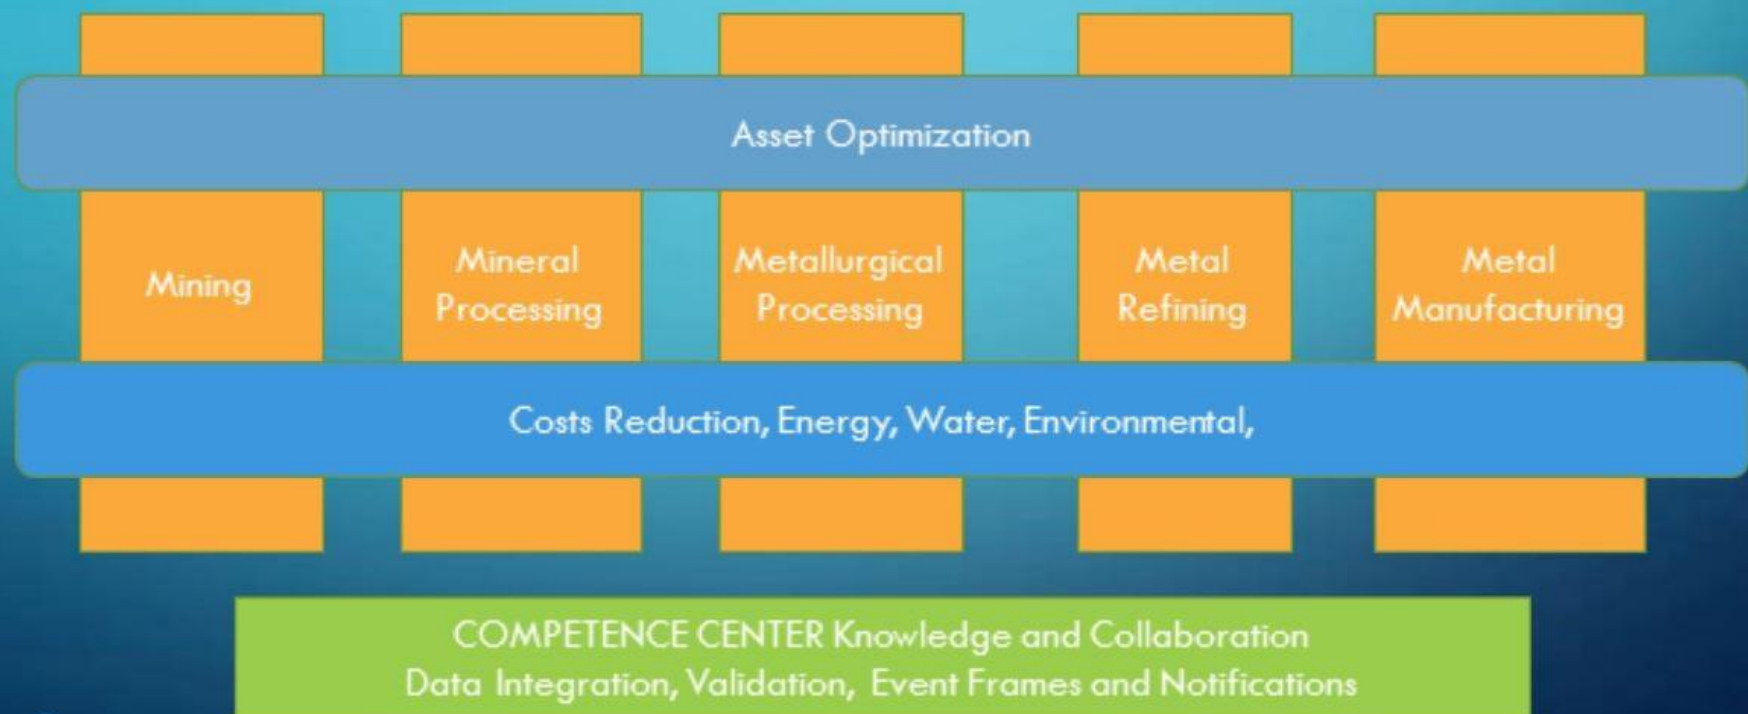 Asset Optimization
Mining
Mineral
Processing
Metallurgical
Processing
Metal
Refining
Metal
Manufacturing
Costs Reduction, Energy, Water, Environmental,
COMPETENCE CENTER Knowledge and Collaboration
Data Integration, Validation, Event Frames and Notifications